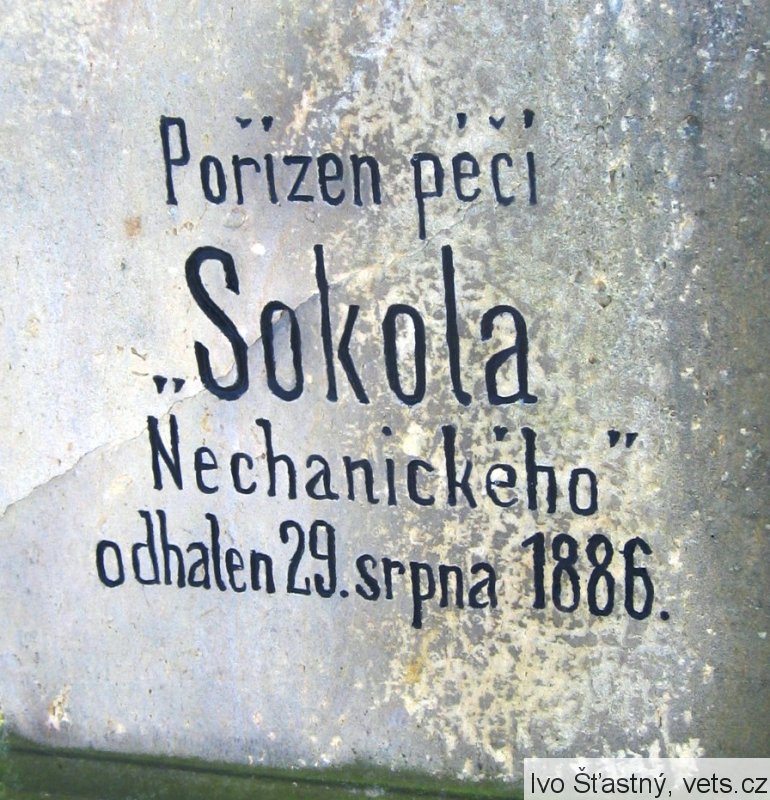 Pořízen péčí
„Sokola
Nechanického”
odhalen 29. srpna 1886.
Ivo Šťastný, vets.cz